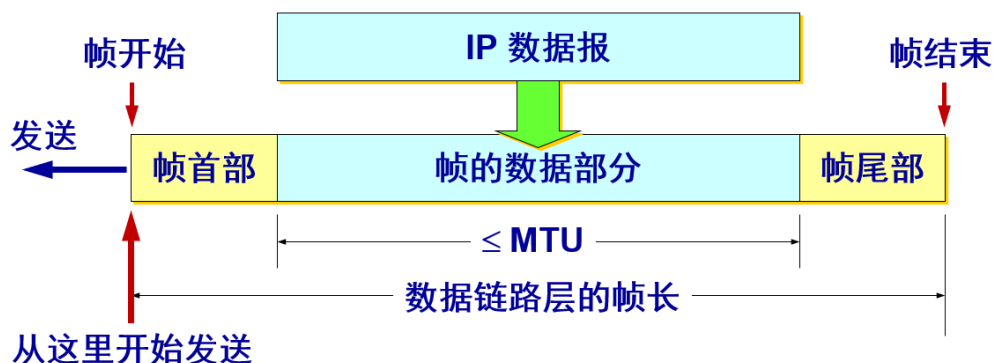 IP 数据报
帧开始
帧结束
发送
帧首部
帧的数据部分
帧尾部
≤ MTU
数据链路层的帧长
从这里开始发送